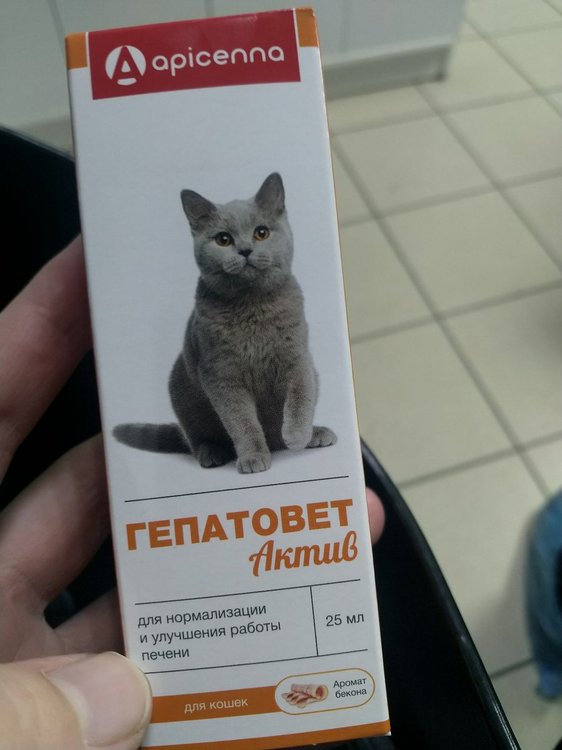 apicenna
ГЕПАТОВЕТ
Актив
для нормализации
и улучшения работы
печени
25 мл
для кошек
Аромат
бекона